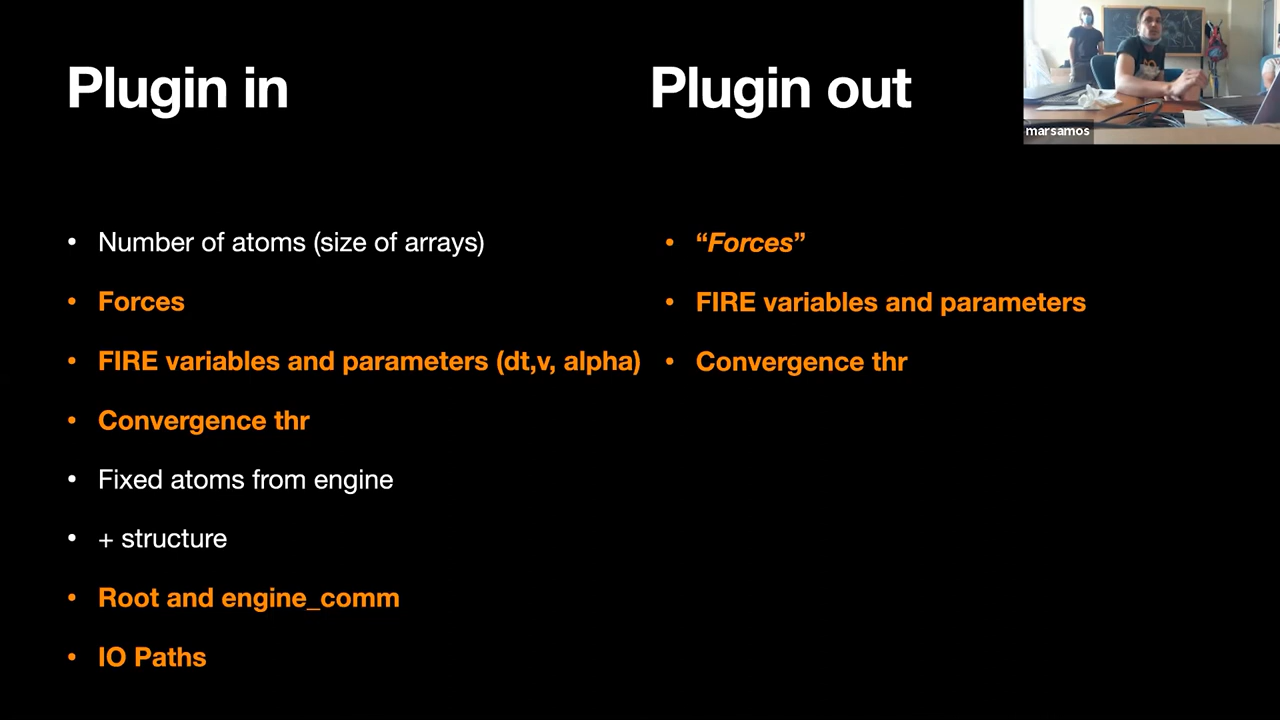 Plugin in
Number of atoms (size of arrays)
Forces
FIRE variables and parameters (dt,v, alpha)
Convergence thr
Fixed atoms from engine
+ structure
Root and engine_comm
IO Paths
Plugin out
“Forces”
FIRE variables and parameters
Convergence thr
marsamos